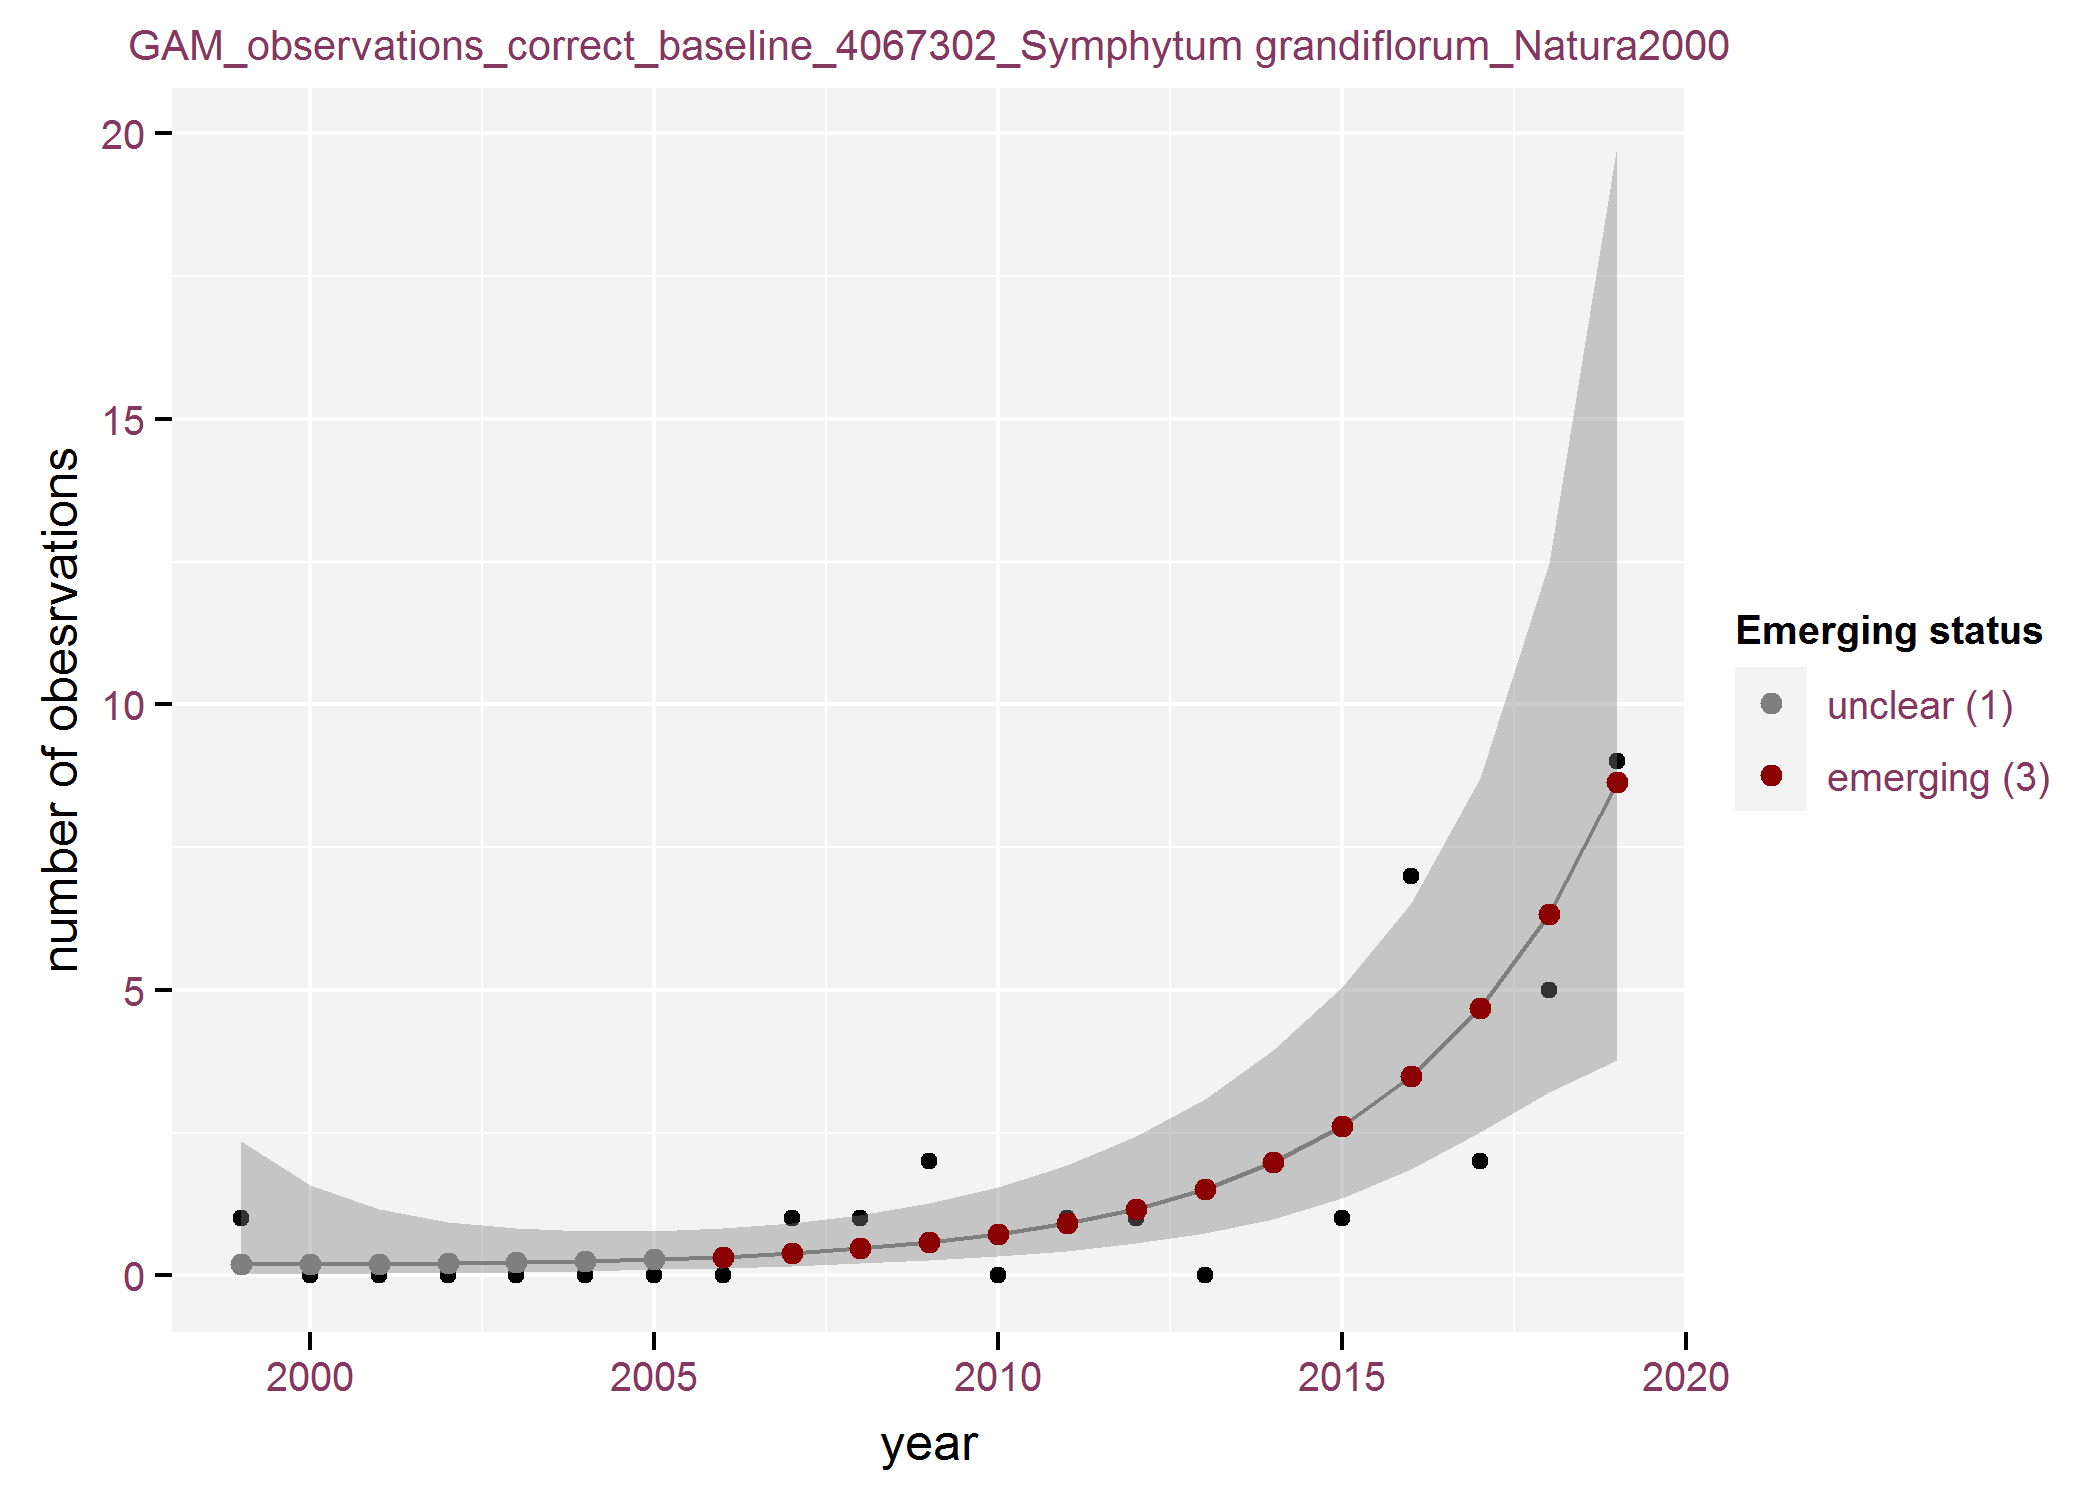 GAM_observations_correct_baseline_4067302_Symphytum grandiflorum_Natura2000
20
15
10
5
0
number of obesrvations
2000
2005
2010
2015
2020
year
Emerging status
unclear (1)
emerging (3)